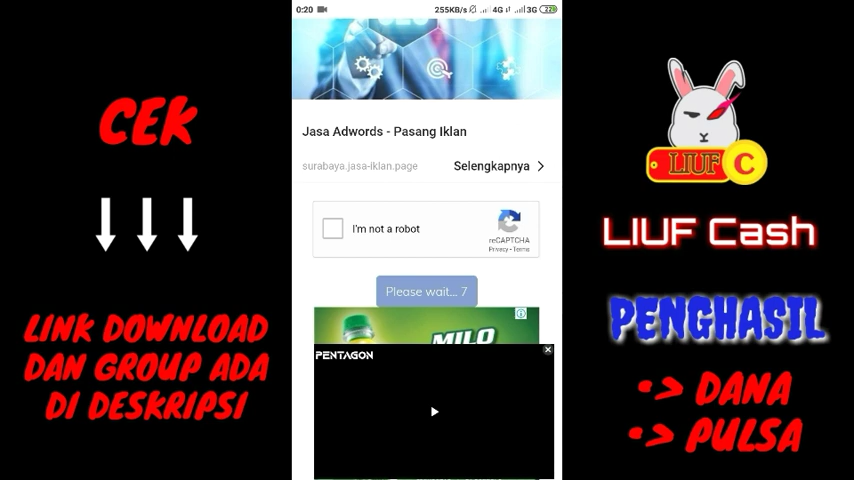 CEK
LINK DOWNLOAD
DAN GROUP ADA
DI DESKRIPSI
0:20
255KB/s
4G
3G
22
Jasa Adwords - Pasang Iklan
surabaya.jasa-iklan.page
Selengkapnya
I'm not a robot
reCAPTCHA
Privacy - Terms
Please wait... 7
MILO
PENTAGON
LIUF C
LIUF Cash
PENGHASIL
-> DANA
-> PULSA